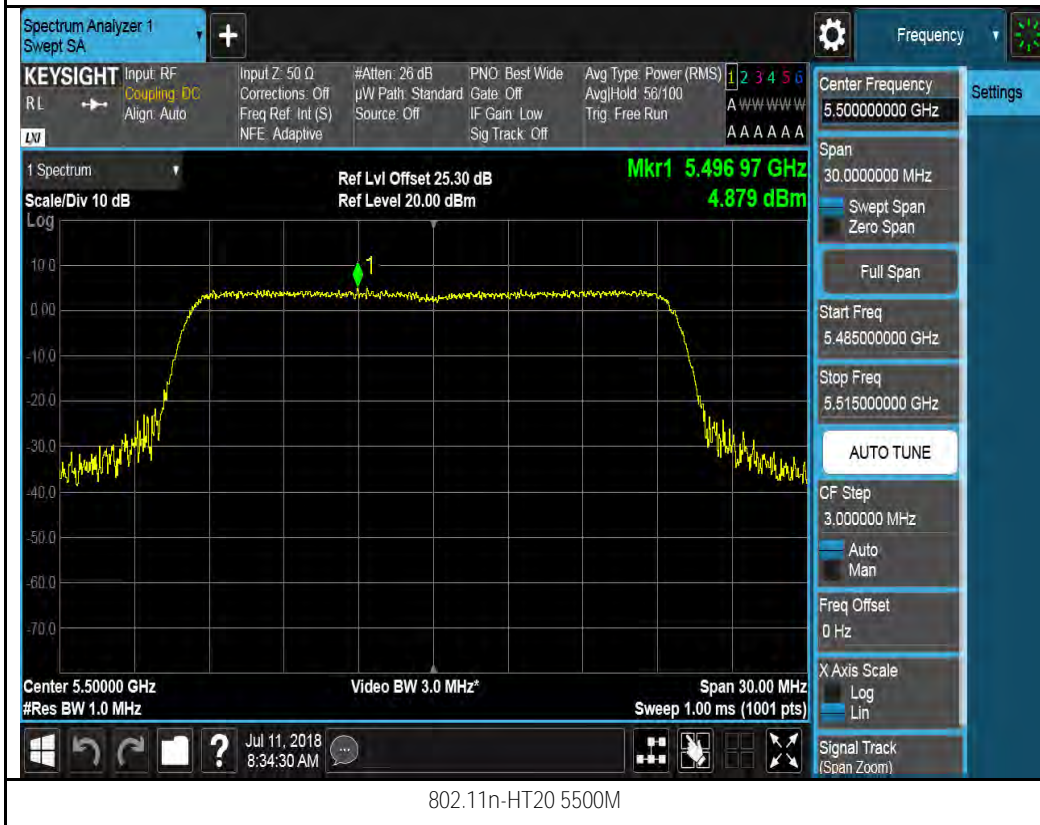 Spectrum Analyzer 1
Swept SA
+
Frequency
KEYSIGHT
RL
LXI
Input: RF
Coupling: DC
Align: Auto
Input Z: 50 Ω
Corrections: Off
Freq Ref: Int (S)
NFE: Adaptive
#Atten: 26 dB
µW Path: Standard
Source: Off
PNO: Best Wide
Gate: Off
IF Gain: Low
Sig Track: Off
Avg Type: Power (RMS)
Avg|Hold: 56/100
Trig: Free Run
1 2 3 4 5 6
A W W W W W
A A A A A A
1 Spectrum
Scale/Div 10 dB
Log
Ref Lvl Offset 25.30 dB
Ref Level 20.00 dBm
Mkr1 5.496 97 GHz
4.879 dBm
1
10.0
0.00
-10.0
-20.0
-30.0
-40.0
-50.0
-60.0
-70.0
Center 5.50000 GHz
#Res BW 1.0 MHz
Video BW 3.0 MHz*
Span 30.00 MHz
Sweep 1.00 ms (1001 pts)
Center Frequency
5.500000000 GHz
Settings
Span
30.0000000 MHz
Swept Span
Zero Span
Full Span
Start Freq
5.485000000 GHz
Stop Freq
5.515000000 GHz
AUTO TUNE
CF Step
3.000000 MHz
Auto
Man
Freq Offset
0 Hz
X Axis Scale
Log
Lin
Signal Track
(Span Zoom)
?
Jul 11, 2018
8:34:30 AM
802.11n-HT20 5500M